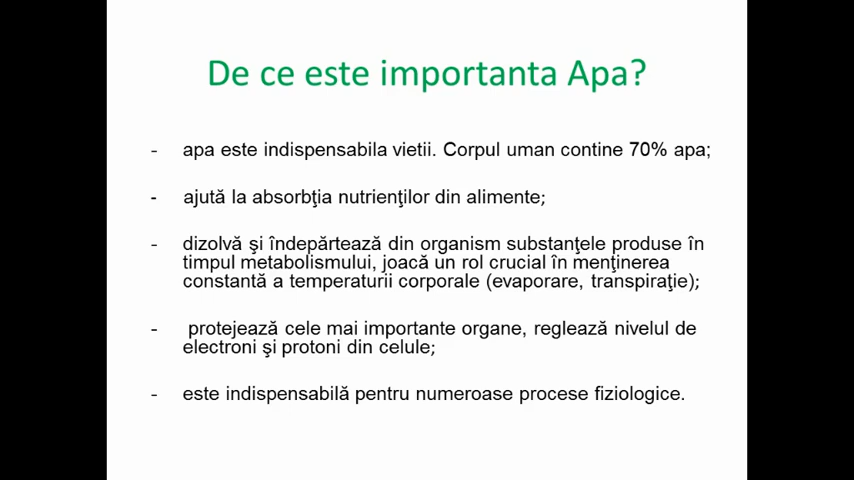 De ce este importanta Apa?
- apa este indispensabila vietii. Corpul uman contine 70% apa;
- ajută la absorbţia nutrienţilor din alimente;
- dizolvă şi îndepărtează din organism substanţele produse în
timpul metabolismului, joacă un rol crucial în menţinerea
constantă a temperaturii corporale (evaporare, transpiraţie);
- protejează cele mai importante organe, reglează nivelul de
electroni şi protoni din celule;
- este indispensabilă pentru numeroase procese fiziologice.